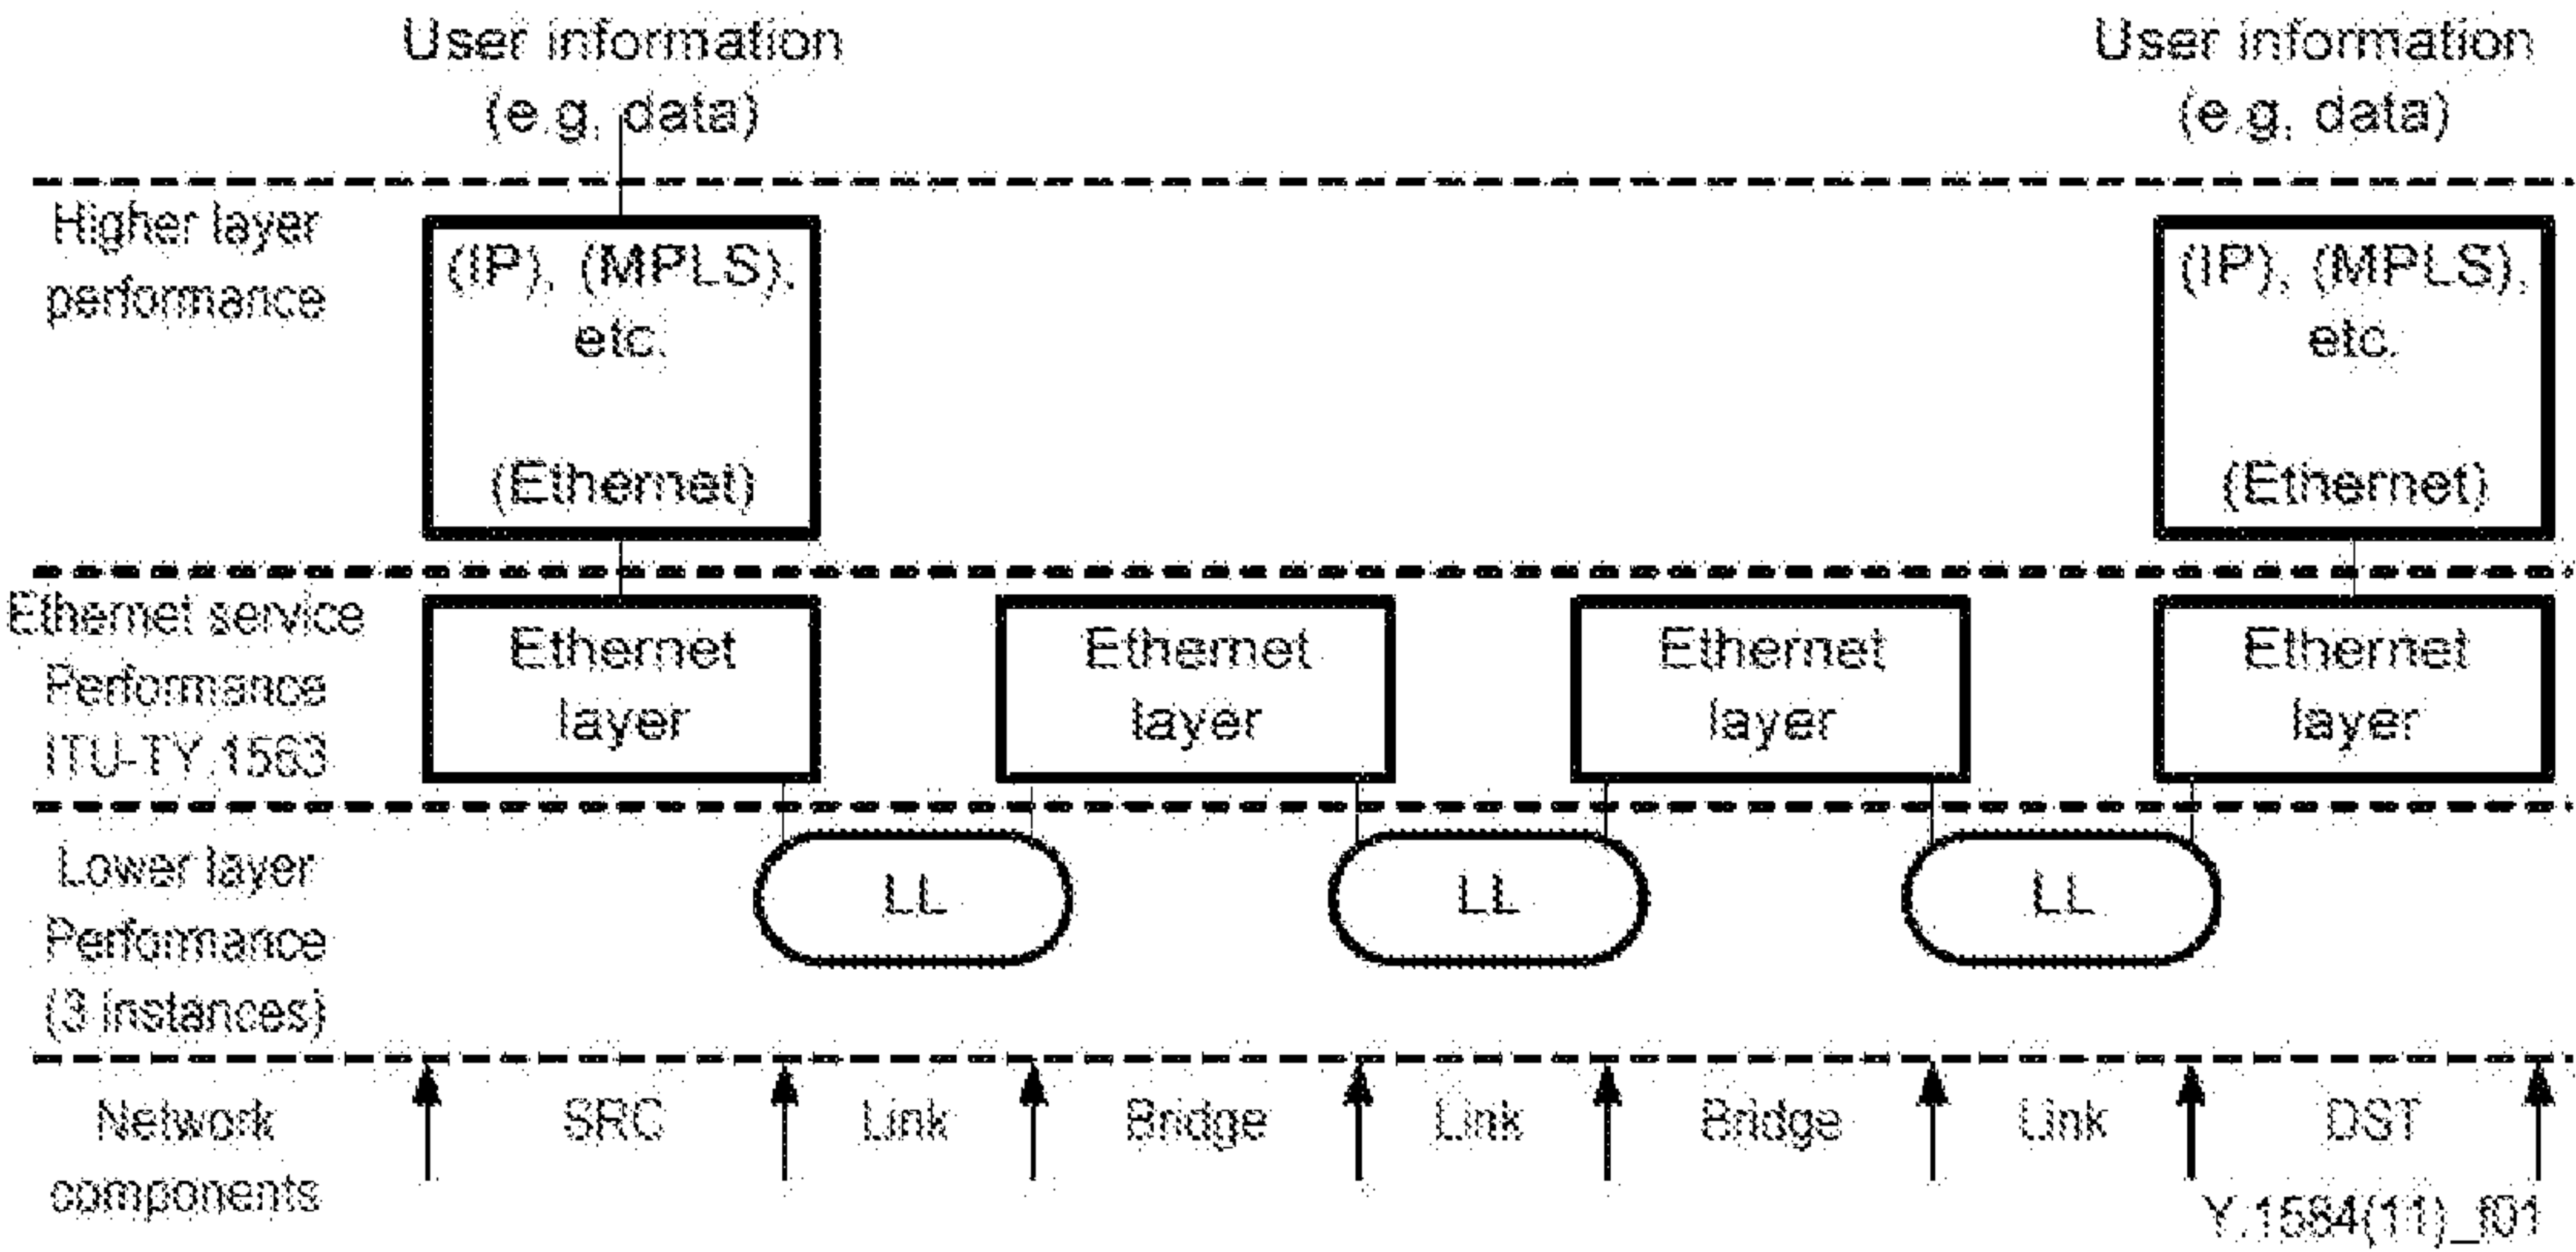 User information
(e.g, data)
User information
(e.g, data)
Higher layer
performance
(IP), (MPLS),
etc.
(Ethernet)
(IP), (MPLS),
etc.
(Ethernet)
Ethernet service
Performance
ITU-TY.1563
Ethernet
layer
Ethernet
layer
Ethernet
layer
Ethernet
layer
Lower layer
Performance
(3 instances)
LL
LL
LL
Network
components
SRC
Link
Bridge
Link
Bridge
Link
DST
Y.1564(11)_f01